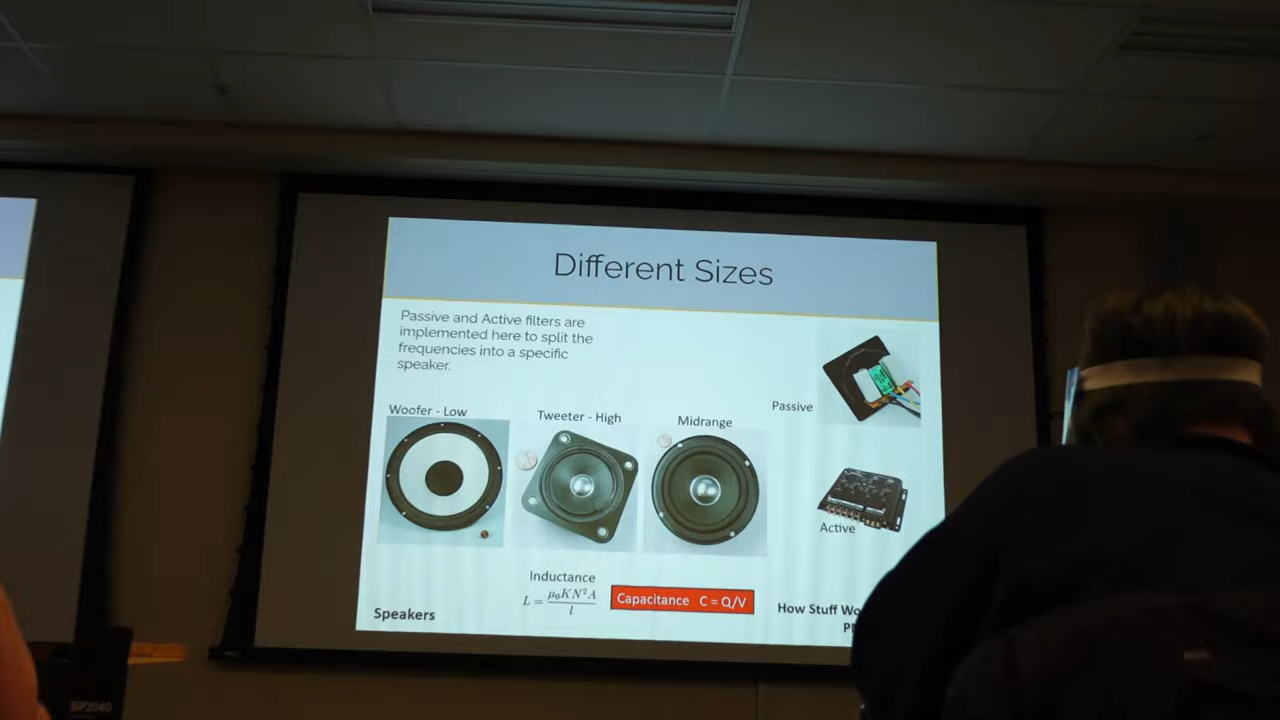 Different Sizes
Passive and Active filters are
implemented here to split the
frequencies into a specific
speaker.
Woofer - Low
Tweeter - High
Midrange
Passive
Active
Inductance
L = μ₀KN²A / l
Capacitance C = Q/V
Speakers
How Stuff